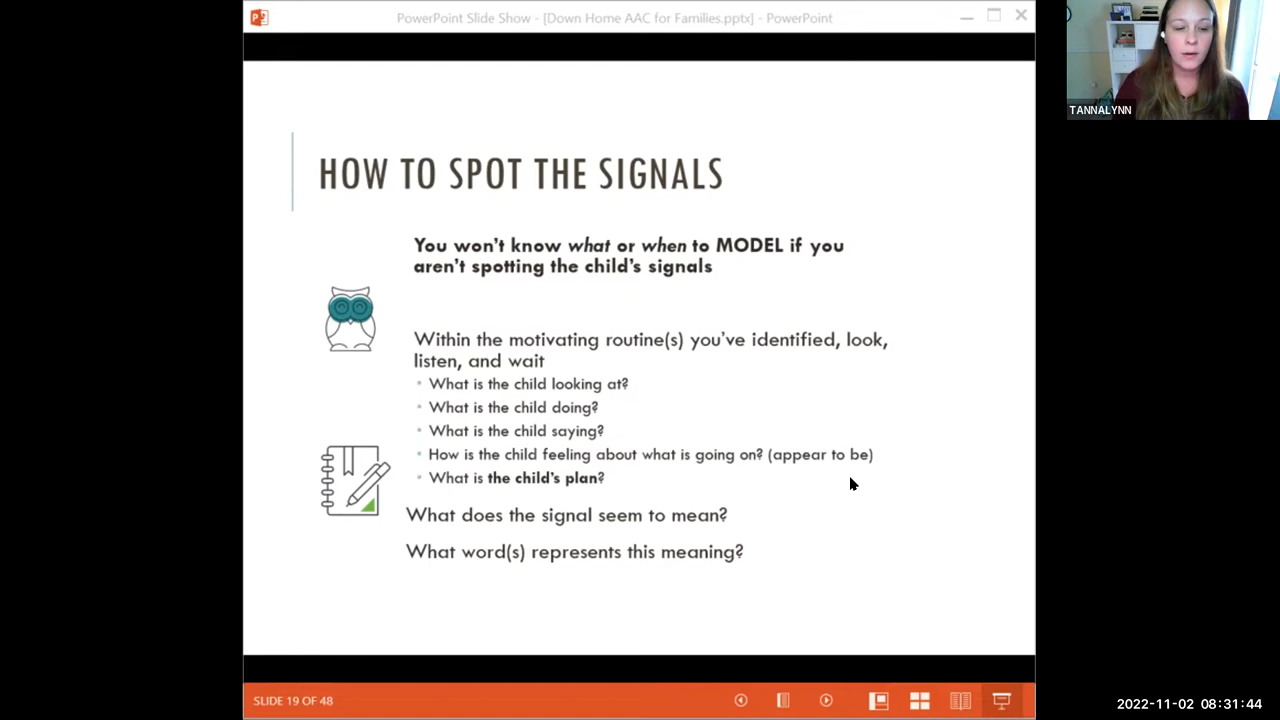 PowerPoint Slide Show - [Down Home AAC for Families.pptx] - PowerPoint
TANNALYNN
HOW TO SPOT THE SIGNALS
You won't know what or when to MODEL if you
aren't spotting the child's signals
Within the motivating routine(s) you've identified, look,
listen, and wait
• What is the child looking at?
• What is the child doing?
• What is the child saying?
• How is the child feeling about what is going on? (appear to be)
• What is the child's plan?
What does the signal seem to mean?
What word(s) represents this meaning?
SLIDE 19 OF 48
2022-11-02 08:31:44